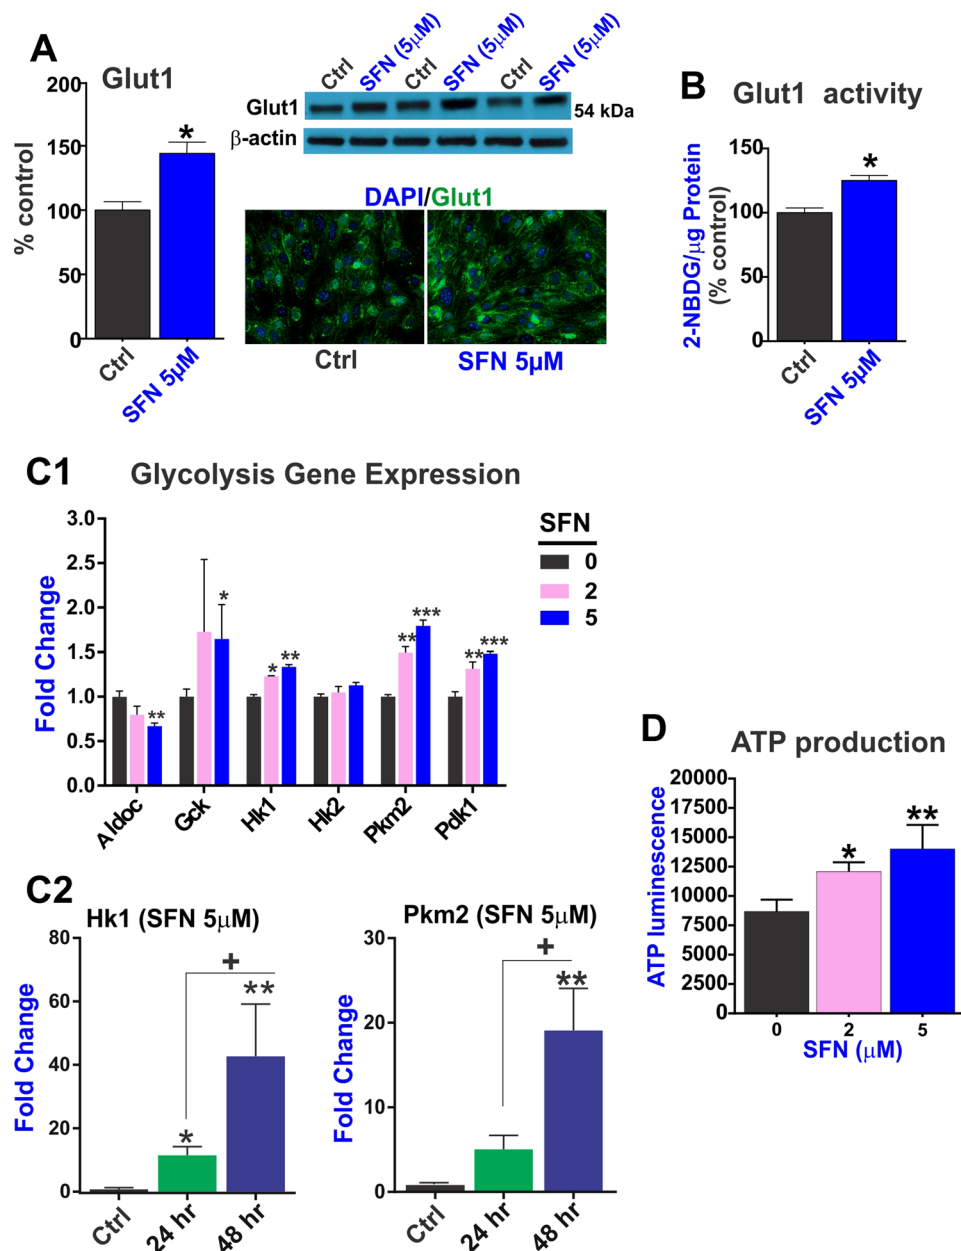 A
Glut1
200
150
100
50
0
% control
*
Ctrl
SFN 5µM
Ctrl
SFN (5µM)
Ctrl
SFN (5µM)
Ctrl
SFN (5µM)
Glut1
54 kDa
β-actin
DAPI/Glut1
Ctrl
SFN 5µM
B
Glut1 activity
150
100
50
0
2-NBDG/µg Protein
(% control)
*
Ctrl
SFN 5µM
C1
Glycolysis Gene Expression
3.0
2.5
2.0
1.5
1.0
0.5
0.0
Fold Change
**
*
*
**
**
***
**
***
Aldoc
Gck
Hk1
Hk2
Pkm2
Pdk1
SFN
0
2
5
C2
Hk1 (SFN 5µM)
80
60
40
20
0
Fold Change
+
*
**
Ctrl
24 hr
48 hr
Pkm2 (SFN 5µM)
30
20
10
0
Fold Change
+
**
Ctrl
24 hr
48 hr
D
ATP production
20000
17500
15000
12500
10000
7500
5000
2500
0
ATP luminescence
*
**
0
2
5
SFN (µM)